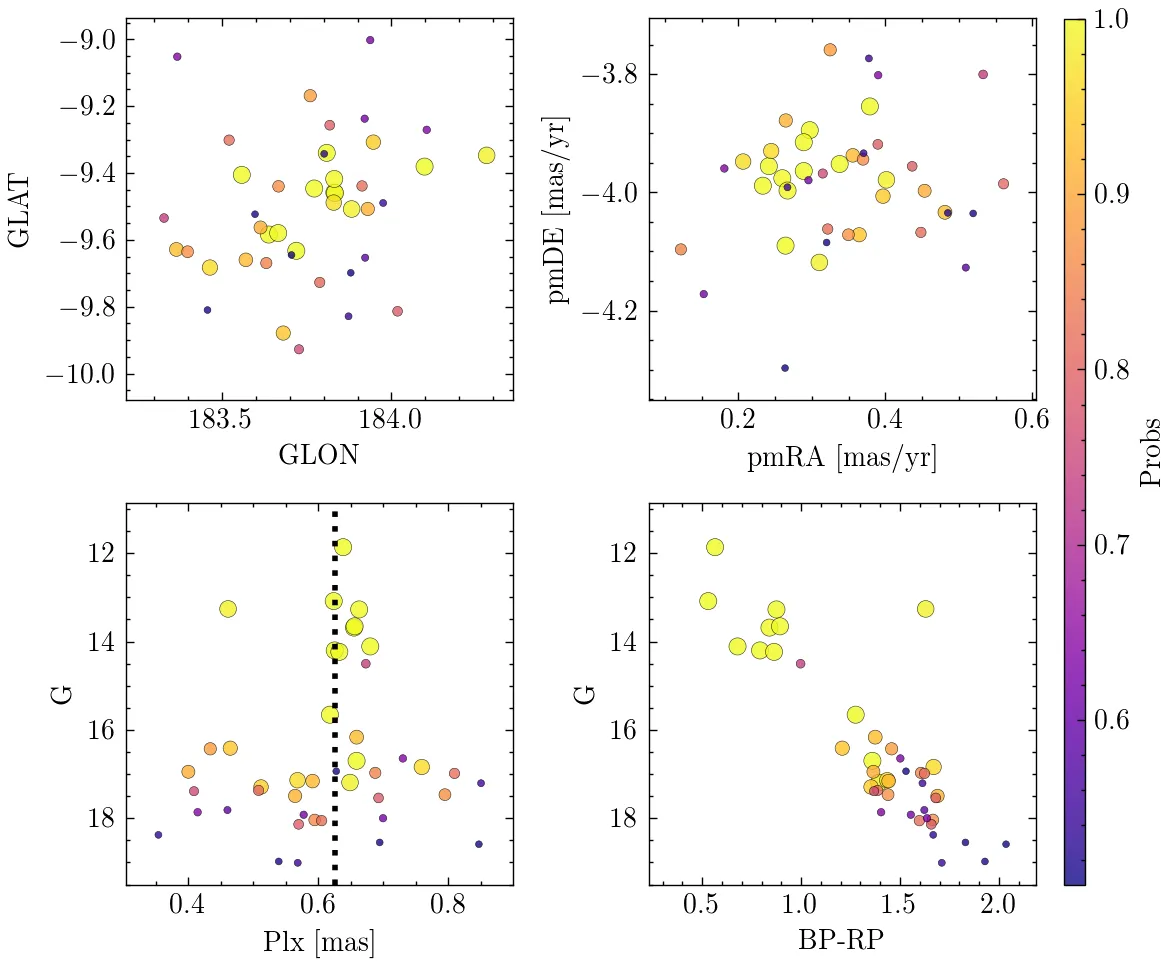 −9.0
−9.2
−9.4
−9.6
−9.8
−10.0
GLAT
183.5 184.0
GLON
−3.8
−4.0
−4.2
pmDE [mas/yr]
0.2 0.4 0.6
pmRA [mas/yr]
1.0
0.9
0.8
0.7
0.6
Probs
12
14
16
18
G
0.4 0.6 0.8
Plx [mas]
12
14
16
18
G
0.5 1.0 1.5 2.0
BP-RP